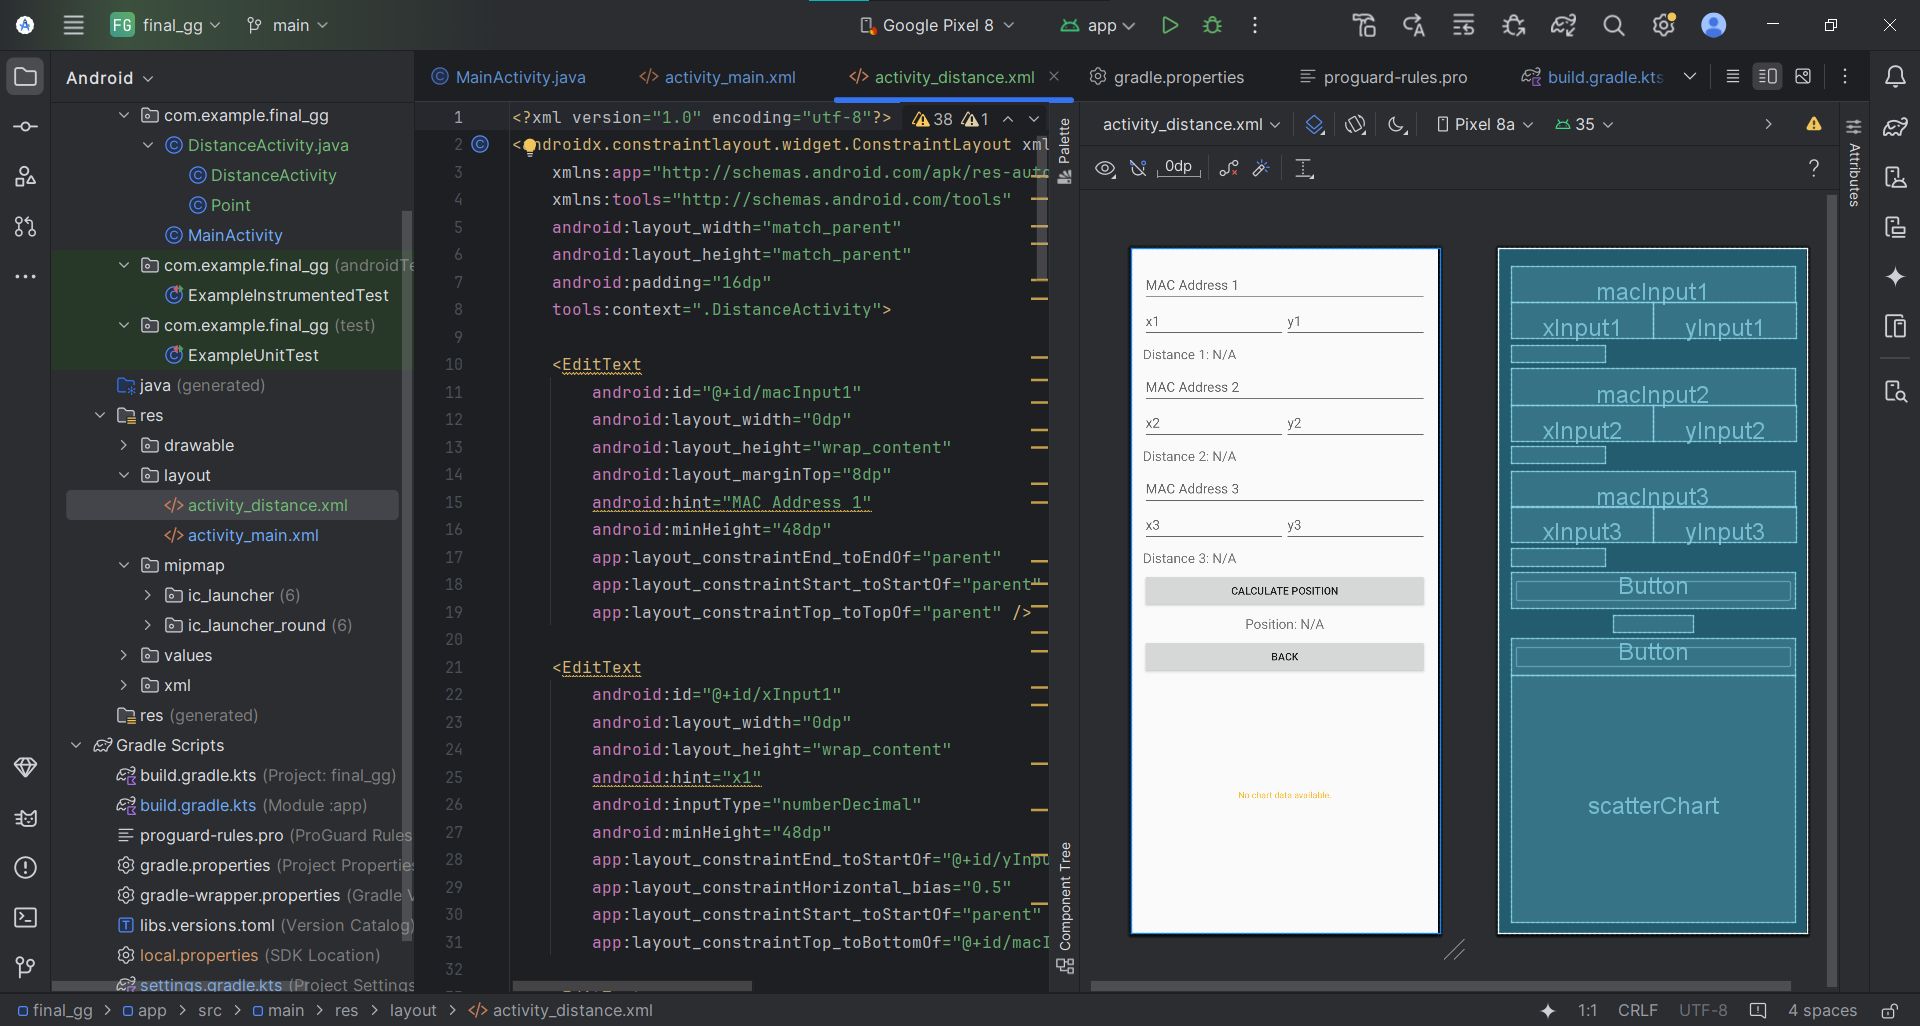 FG final_gg main Google Pixel 8 app
Android
MainActivity.java activity_main.xml activity_distance.xml gradle.properties proguard-rules.pro build.gradle.kts
com.example.final_gg
DistanceActivity.java
DistanceActivity
Point
MainActivity
com.example.final_gg (androidTe
ExampleInstrumentedTest
com.example.final_gg (test)
ExampleUnitTest
java (generated)
res
drawable
layout
activity_distance.xml
activity_main.xml
mipmap
ic_launcher (6)
ic_launcher_round (6)
values
xml
res (generated)
Gradle Scripts
build.gradle.kts (Project: final_gg)
build.gradle.kts (Module :app)
proguard-rules.pro (ProGuard Rules
gradle.properties (Project Propertie
gradle-wrapper.properties (Gradle V
libs.versions.toml (Version Catalog)
local.properties (SDK Location)
settings.gradle.kts (Project Settings
38 1
1 <?xml version="1.0" encoding="utf-8"?>
2 <androidx.constraintlayout.widget.ConstraintLayout xml
3 xmlns:app="http://schemas.android.com/apk/res-auto
4 xmlns:tools="http://schemas.android.com/tools"
5 android:layout_width="match_parent"
6 android:layout_height="match_parent"
7 android:padding="16dp"
8 tools:context=".DistanceActivity">
9
10 <EditText
11 android:id="@+id/macInput1"
12 android:layout_width="0dp"
13 android:layout_height="wrap_content"
14 android:layout_marginTop="8dp"
15 android:hint="MAC Address 1"
16 android:minHeight="48dp"
17 app:layout_constraintEnd_toEndOf="parent"
18 app:layout_constraintStart_toStartOf="parent"
19 app:layout_constraintTop_toTopOf="parent" />
20
21 <EditText
22 android:id="@+id/xInput1"
23 android:layout_width="0dp"
24 android:layout_height="wrap_content"
25 android:hint="x1"
26 android:inputType="numberDecimal"
27 android:minHeight="48dp"
28 app:layout_constraintEnd_toStartOf="@+id/yInpu
29 app:layout_constraintHorizontal_bias="0.5"
30 app:layout_constraintStart_toStartOf="parent"
31 app:layout_constraintTop_toBottomOf="@+id/macI
32
Palette
Component Tree
activity_distance.xml Pixel 8a 35
0dp ?
Attributes
MAC Address 1
x1 y1
Distance 1: N/A
MAC Address 2
x2 y2
Distance 2: N/A
MAC Address 3
x3 y3
Distance 3: N/A
CALCULATE POSITION
Position: N/A
BACK
No chart data available.
macInput1
xInput1 yInput1
macInput2
xInput2 yInput2
macInput3
xInput3 yInput3
Button
Button
scatterChart
final_gg > app > src > main > res > layout > activity_distance.xml
1:1 CRLF UTF-8 4 spaces